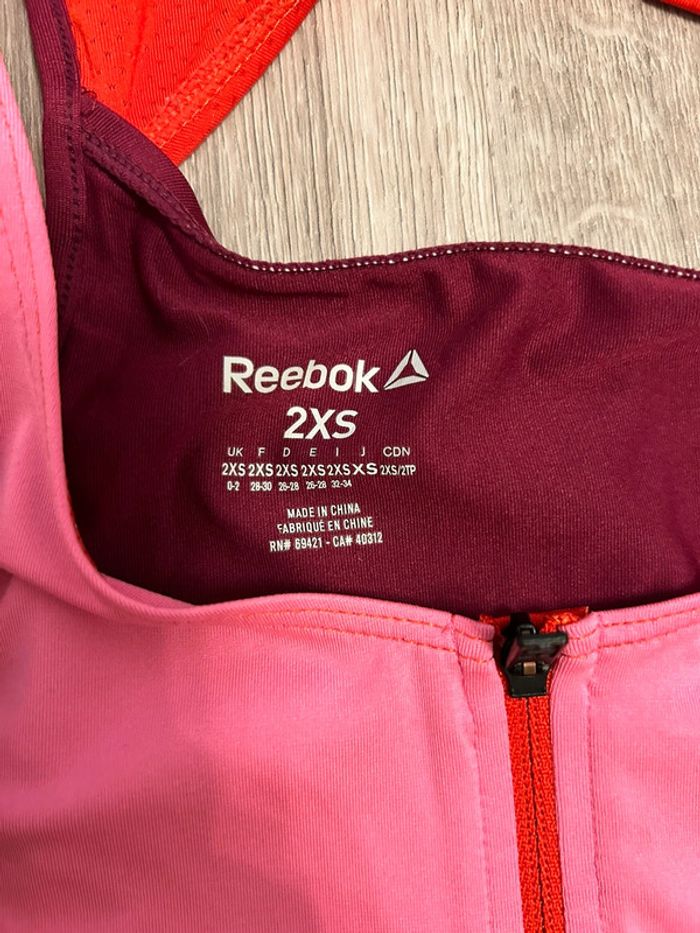 Reebok
2XS
UK F D E I J CDN
2XS 2XS 2XS 2XS 2XS XS 2XS/2TP
0-2 28-30 26-28 26-28 32-34
MADE IN CHINA
FABRIQUÉ EN CHINE
RN# 69421 - CA# 40312